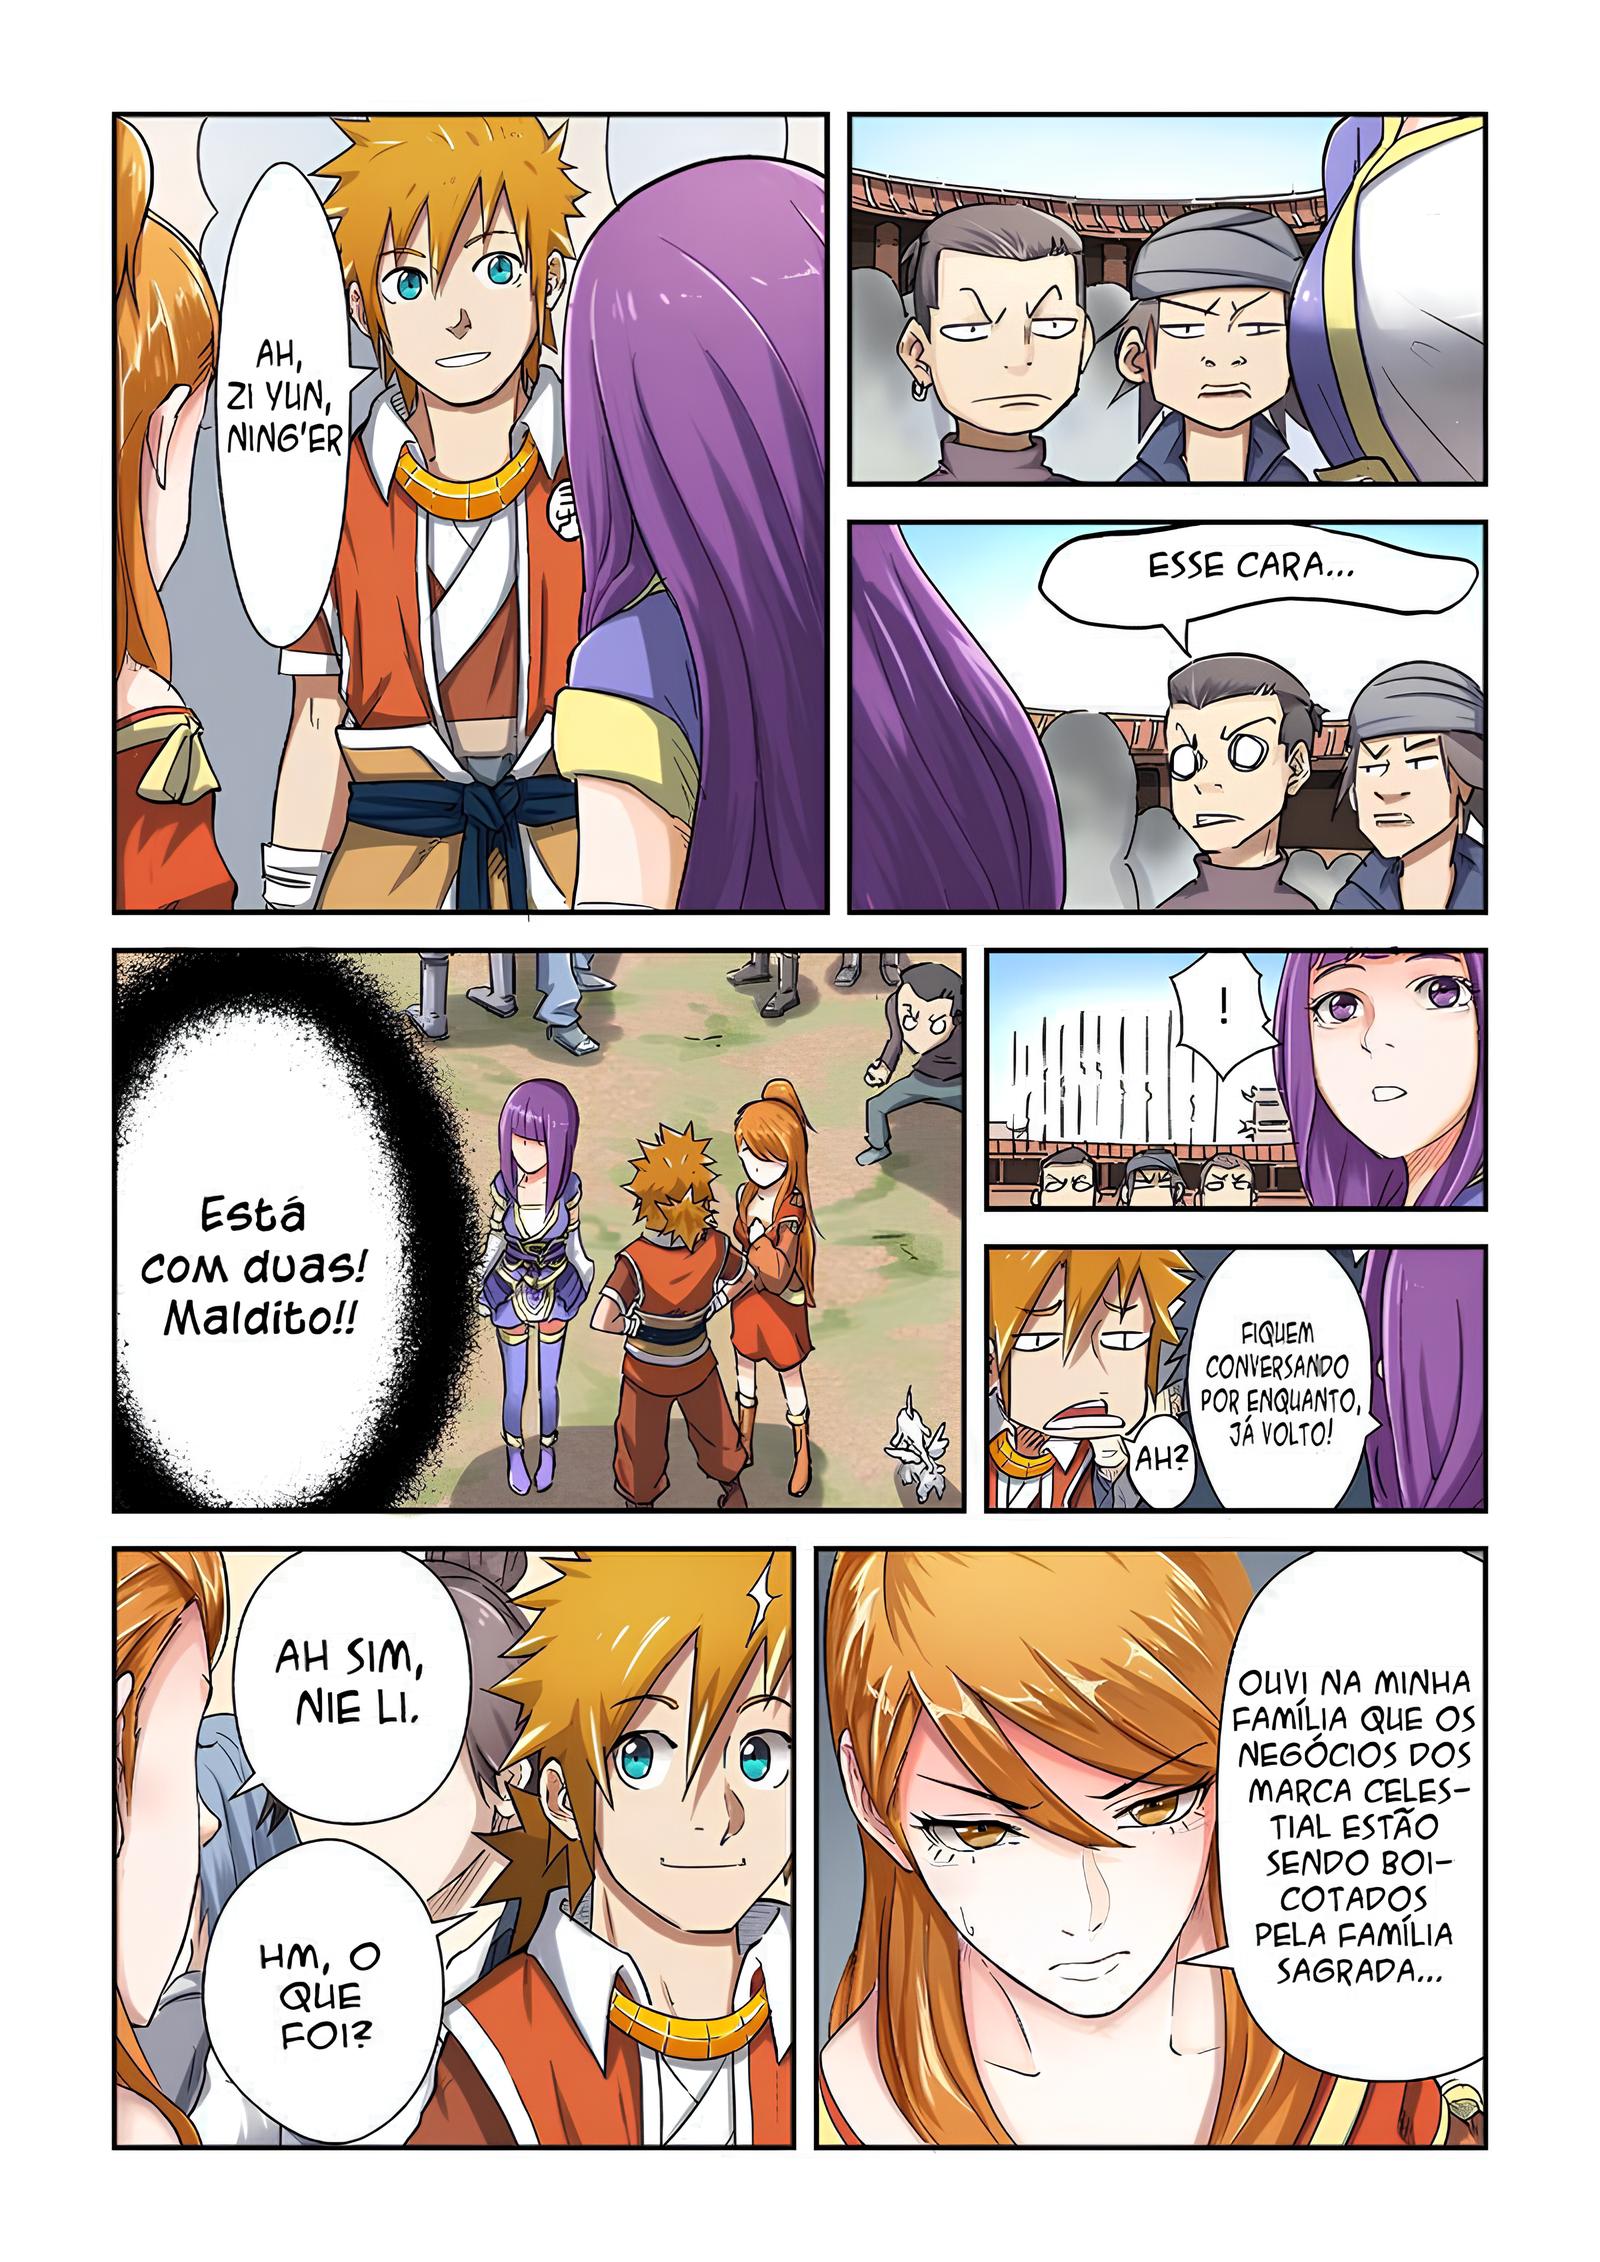 AH,
ZI YUN,
NING'ER
ESSE CARA...
Está
com duas!
Maldito!!
!
FIQUEM
CONVERSANDO
POR ENQUANTO,
JÁ VOLTO!
AH?
AH SIM,
NIE LI.
HM, O
QUE
FOI?
OUVI NA MINHA
FAMÍLIA QUE OS
NEGÓCIOS DOS
MARCA CELES-
TIAL ESTÃO
SENDO BOI-
COTADOS
PELA FAMÍLIA
SAGRADA...